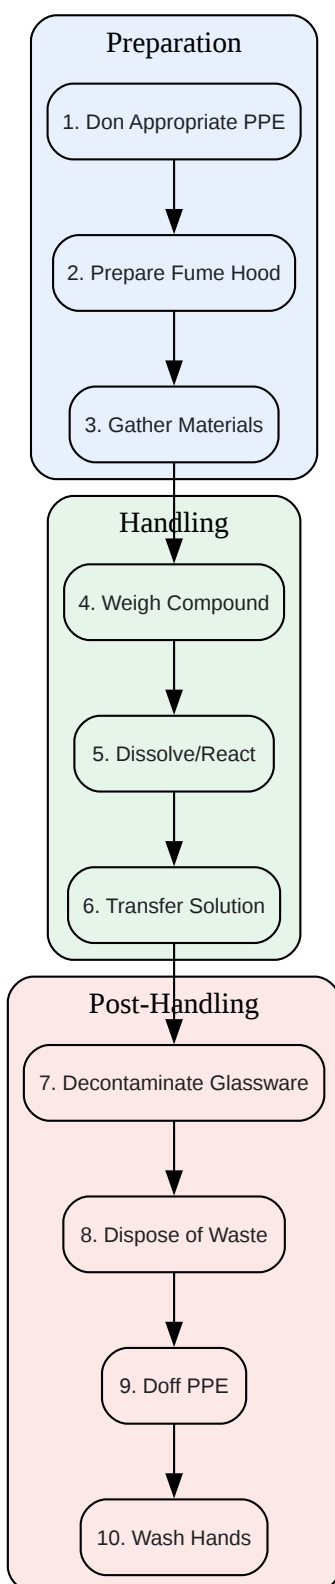 Preparation
1. Don Appropriate PPE
2. Prepare Fume Hood
3. Gather Materials
Handling
4. Weigh Compound
5. Dissolve/React
6. Transfer Solution
Post-Handling
7. Decontaminate Glassware
8. Dispose of Waste
9. Doff PPE
10. Wash Hands